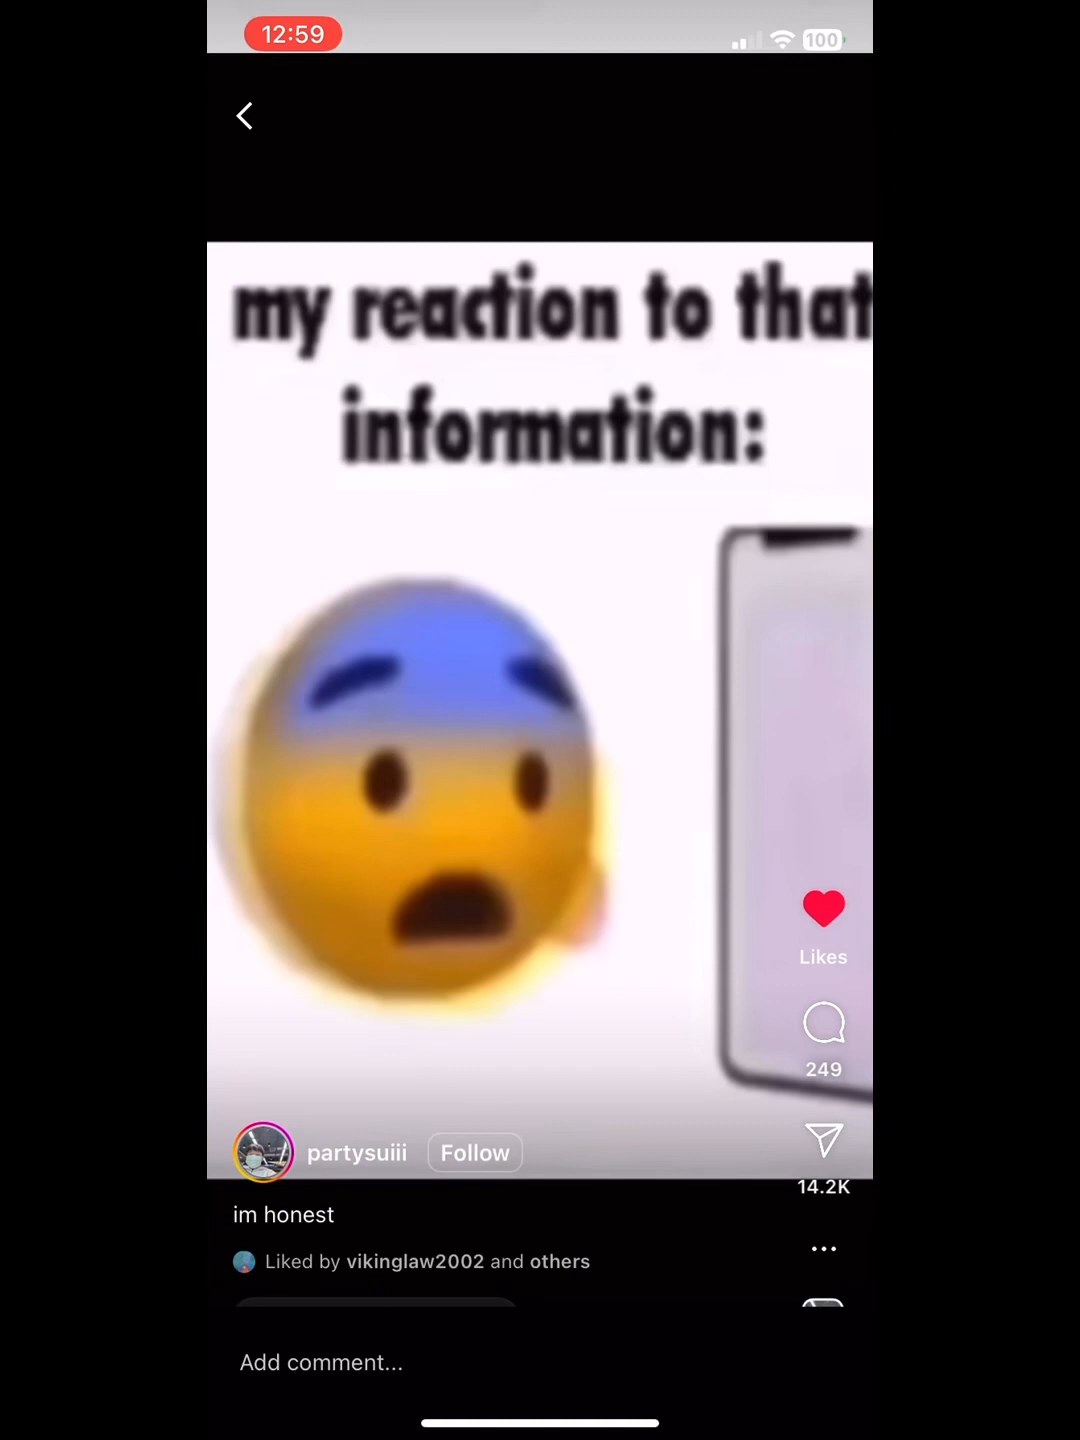 12:59
100
my reaction to that
information:
Likes
249
partysuiii Follow
14.2K
im honest
Liked by vikinglaw2002 and others
Add comment...